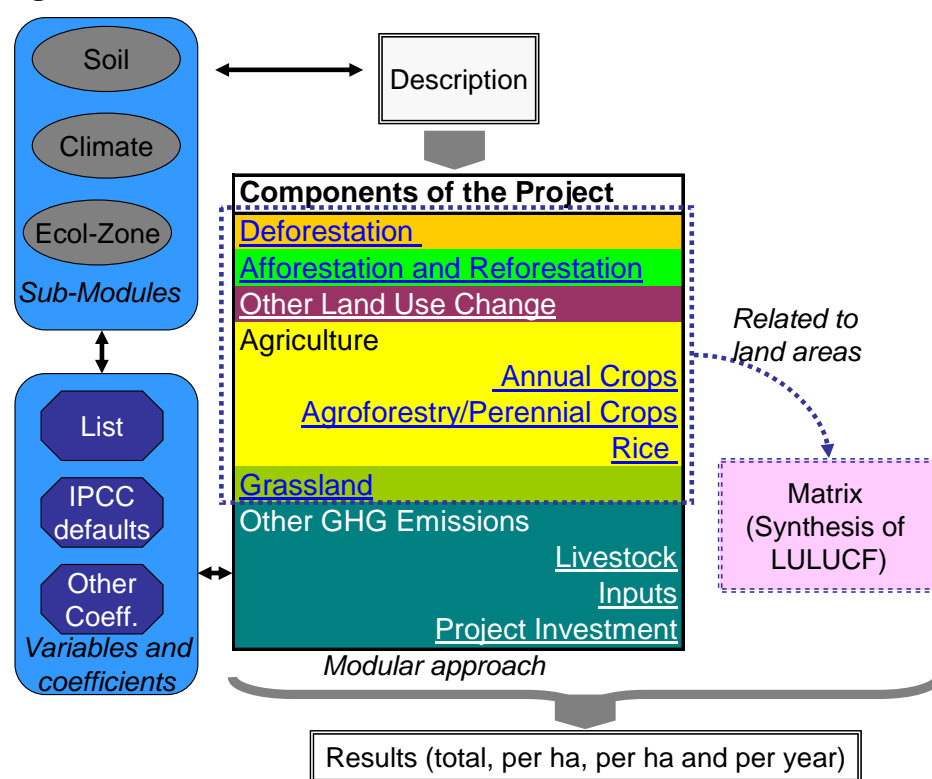 Soil
Climate
Ecol-Zone
Sub-Modules
Description
Components of the Project
Deforestation
Afforestation and Reforestation
Other Land Use Change
Agriculture
Annual Crops
Agroforestry/Perennial Crops
Rice
Grassland
Other GHG Emissions
Livestock
Inputs
Project Investment
Related to
land areas
Matrix
(Synthesis of
LULUCF)
List
IPCC
defaults
Other
Coeff.
Variables and
coefficients
Modular approach
Results (total, per ha, per ha and per year)